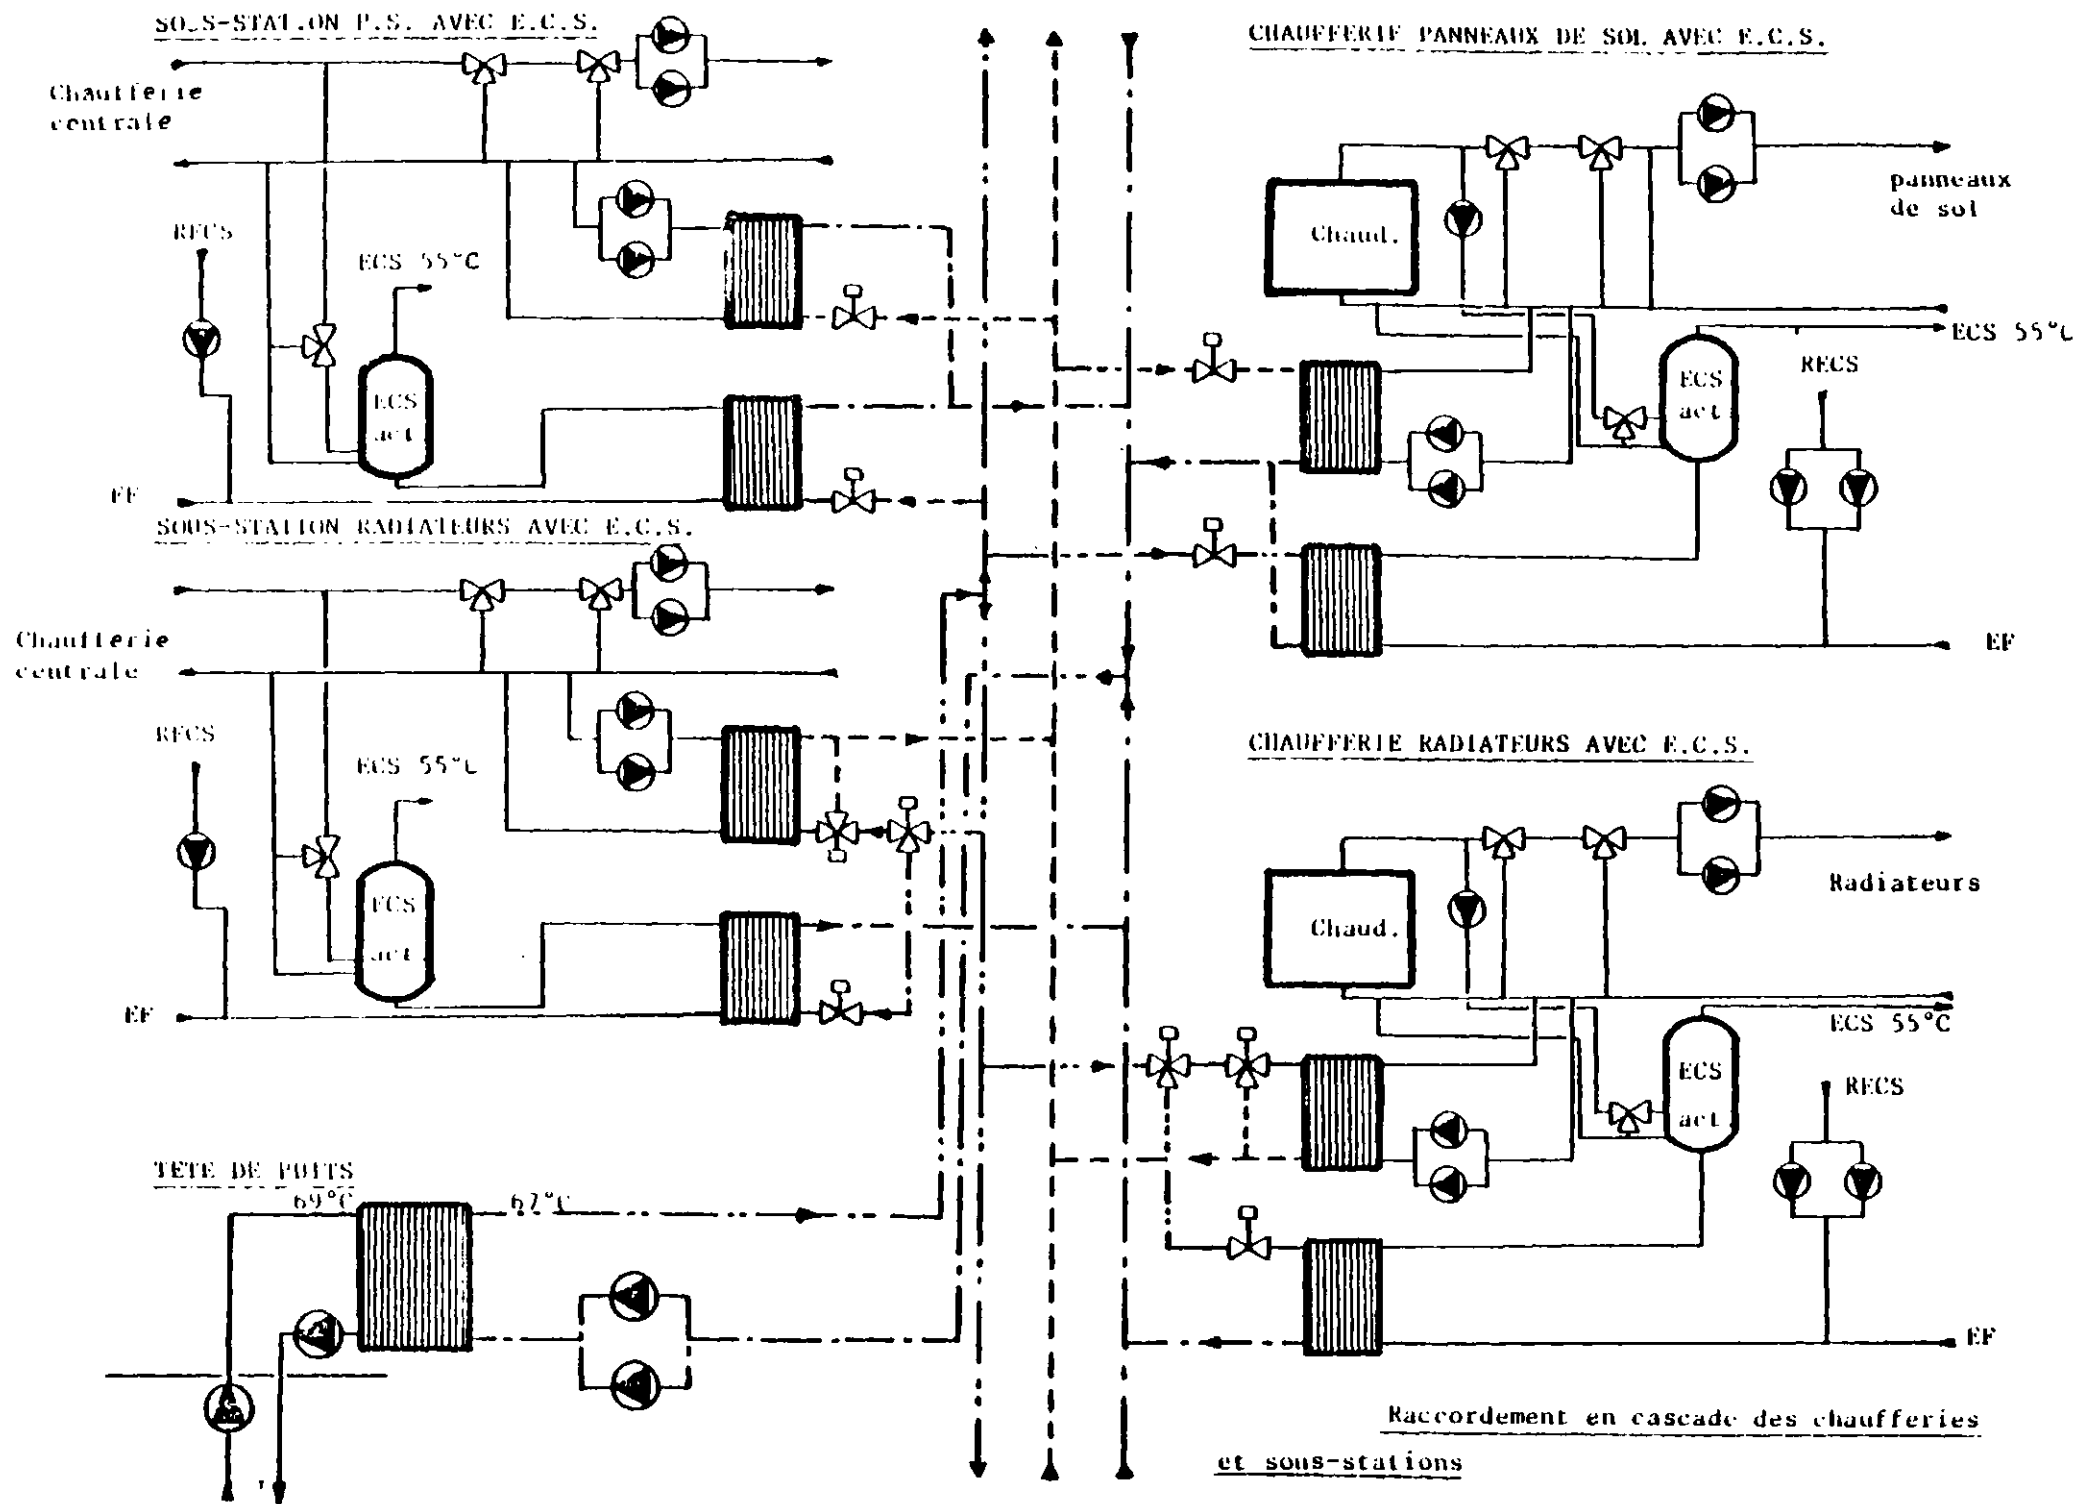 SOUS-STATION P.S. AVEC E.C.S.
Chaufferie
centrale
RECS
ECS 55°C
ECS
act
EF
SOUS-STATION RADIATEURS AVEC E.C.S.
Chaufferie
centrale
RECS
ECS 55°C
ECS
act
EF
TETE DE PUITS
69°C
67°C
CHAUFFERIE PANNEAUX DE SOL AVEC E.C.S.
panneaux
de sol
Chaud.
ECS 55°C
RECS
ECS
act
EF
CHAUFFERIE RADIATEURS AVEC E.C.S.
Radiateurs
Chaud.
ECS 55°C
ECS
act
RECS
EF
Raccordement en cascade des chaufferies
et sous-stations